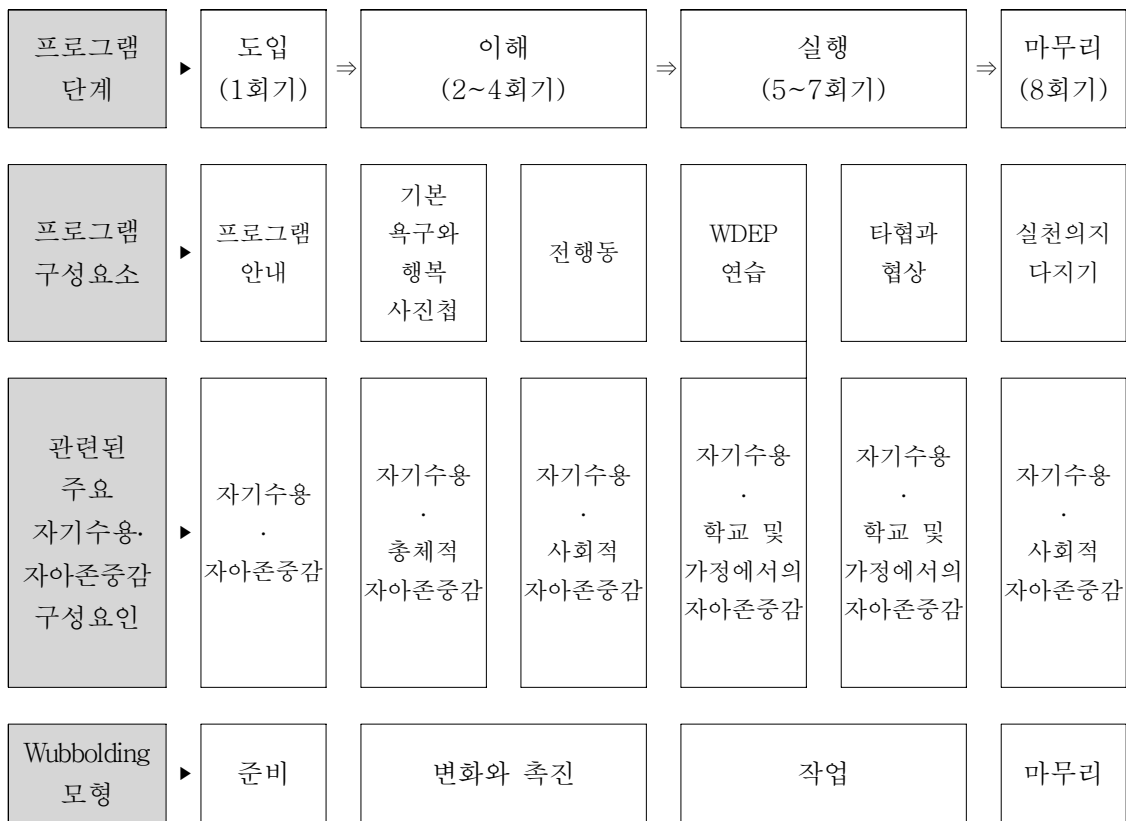 프로그램
단계
▶
도입
(1회기)
⇒
이해
(2~4회기)
⇒
실행
(5~7회기)
⇒
마무리
(8회기)
프로그램
구성요소
▶
프로그램
안내
기본
욕구와
행복
사진첩
전행동
WDEP
연습
타협과
협상
실천의지
다지기
관련된
주요
자기수용·
자아존중감
구성요인
▶
자기수용
·
자아존중감
자기수용
·
총체적
자아존중감
자기수용
·
사회적
자아존중감
자기수용
·
학교 및
가정에서의
자아존중감
자기수용
·
학교 및
가정에서의
자아존중감
자기수용
·
사회적
자아존중감
Wubbolding
모형
▶
준비
변화와 촉진
작업
마무리